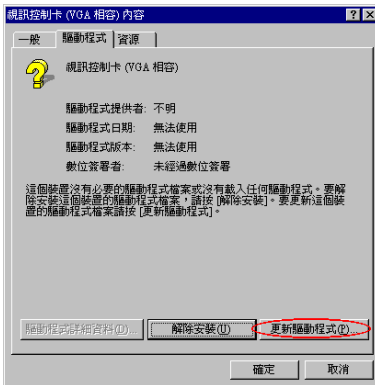 視訊控制卡 (VGA 相容) 內容
一般 驅動程式 資源
視訊控制卡 (VGA 相容)
驅動程式提供者: 不明
驅動程式日期: 無法使用
驅動程式版本: 無法使用
數位簽署者: 未經過數位簽署
這個裝置沒有必要的驅動程式檔案或沒有載入任何驅動程式。要解
除安裝這個裝置的驅動程式檔案，請按 [解除安裝]。要更新這個裝
置的驅動程式檔案請按 [更新驅動程式]。
驅動程式詳細資料(D)... 解除安裝(U) 更新驅動程式(P)...
確定 取消